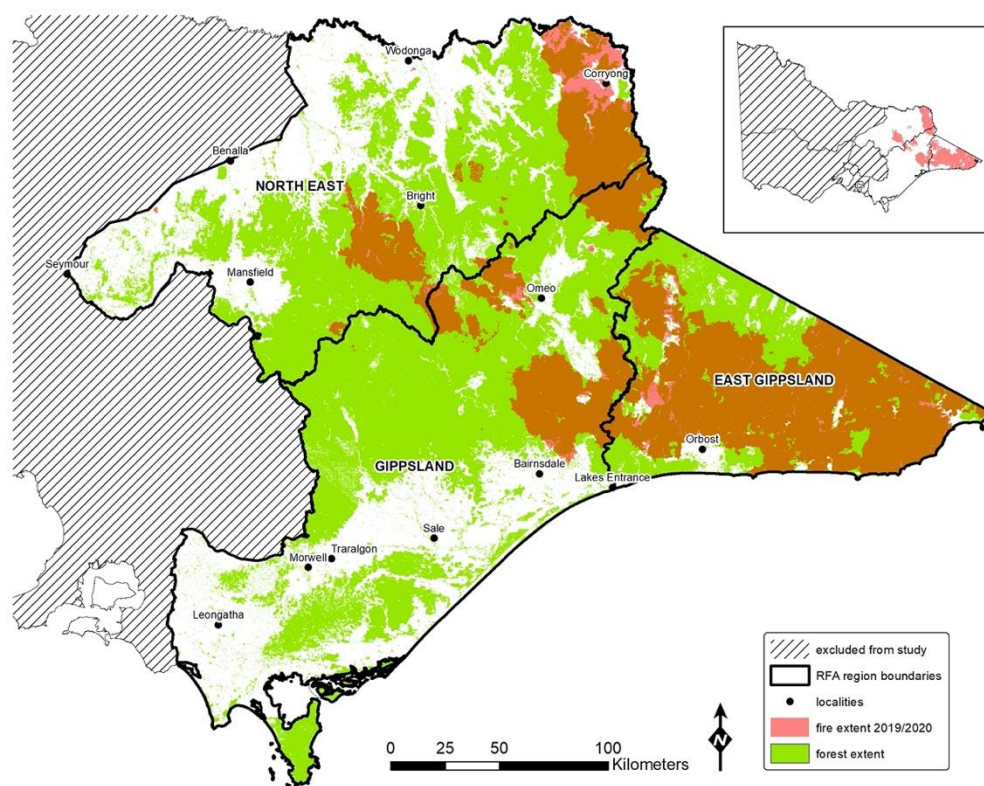 Wodonga
Corryong
Benalla
NORTH EAST
Bright
Seymour
Mansfield
Omeo
EAST GIPPSLAND
Orbost
GIPPSLAND
Bairnsdale
Lakes Entrance
Sale
Traralgon
Morwell
Leongatha
excluded from study
RFA region boundaries
localities
fire extent 2019/2020
forest extent
N
0 25 50 100
Kilometers